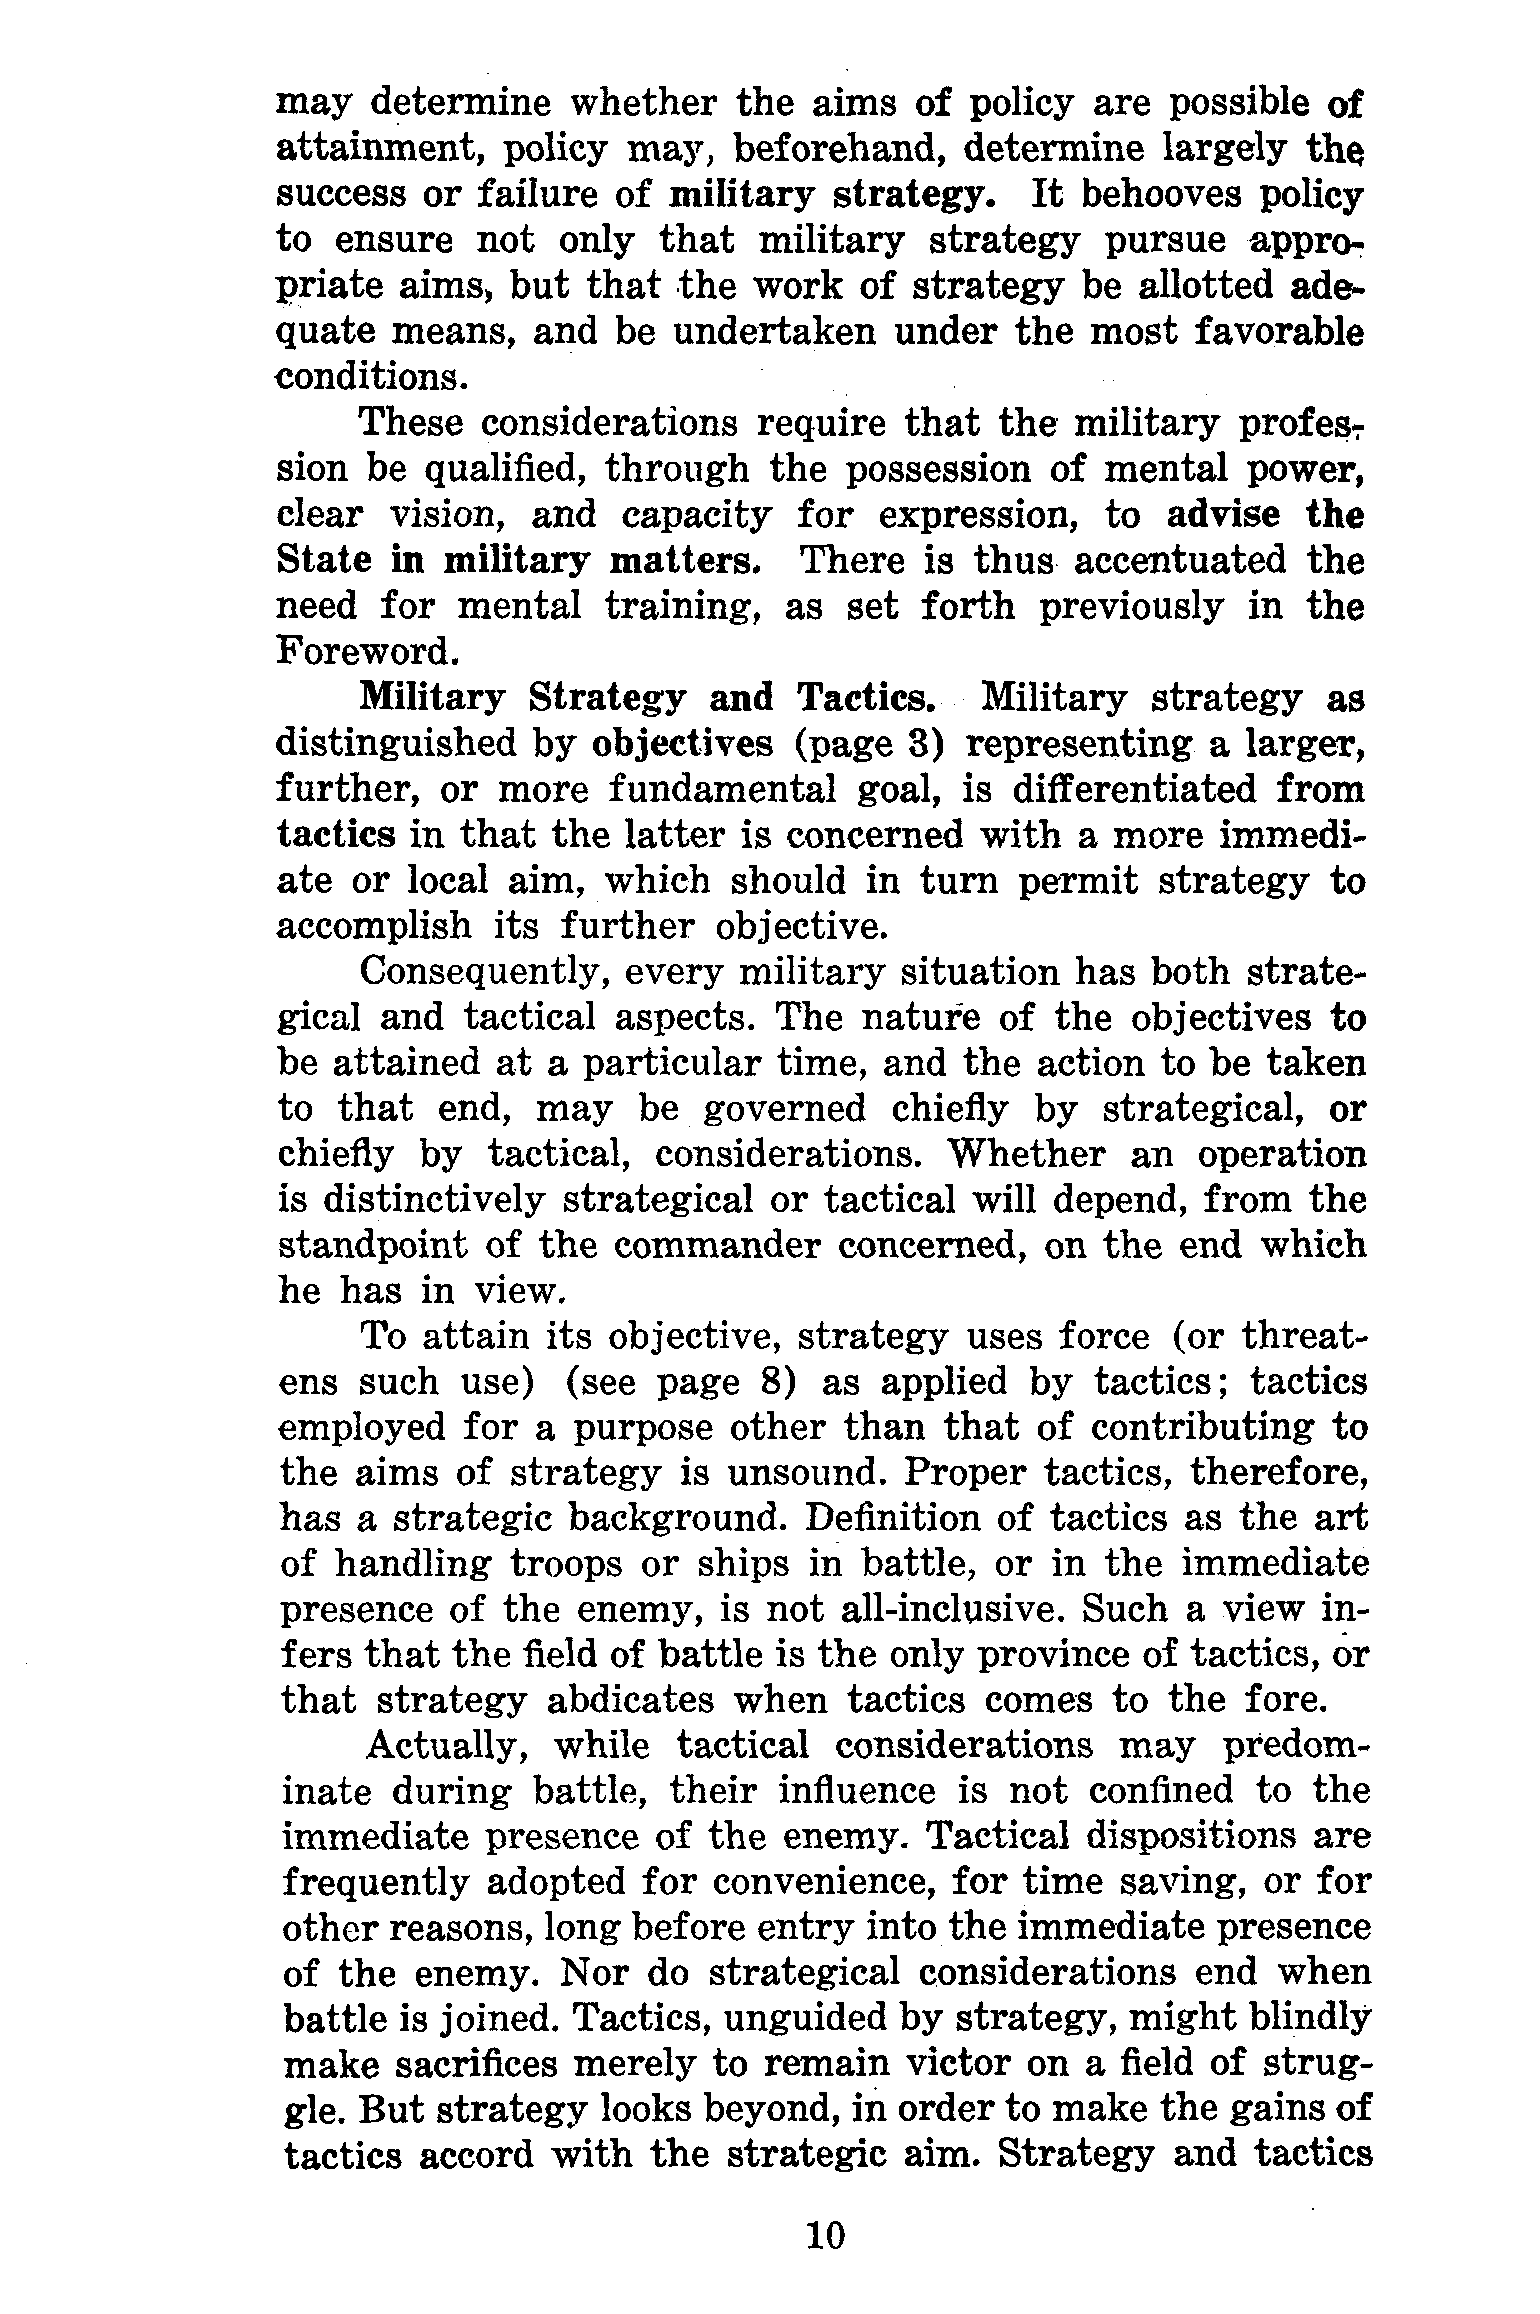 may determine whether the aims of policy are possible of
attainment, policy may, beforehand, determine largely the
success or failure of military strategy. It behooves policy
to ensure not only that military strategy pursue appro-
priate aims, but that the work of strategy be allotted ade-
quate means, and be undertaken under the most favorable
conditions.
These considerations require that the military profes-
sion be qualified, through the possession of mental power,
clear vision, and capacity for expression, to advise the
State in military matters. There is thus accentuated the
need for mental training, as set forth previously in the
Foreword.
Military Strategy and Tactics. Military strategy as
distinguished by objectives (page 3) representing a larger,
further, or more fundamental goal, is differentiated from
tactics in that the latter is concerned with a more immedi-
ate or local aim, which should in turn permit strategy to
accomplish its further objective.
Consequently, every military situation has both strate-
gical and tactical aspects. The nature of the objectives to
be attained at a particular time, and the action to be taken
to that end, may be governed chiefly by strategical, or
chiefly by tactical, considerations. Whether an operation
is distinctively strategical or tactical will depend, from the
standpoint of the commander concerned, on the end which
he has in view.
To attain its objective, strategy uses force (or threat-
ens such use) (see page 8) as applied by tactics; tactics
employed for a purpose other than that of contributing to
the aims of strategy is unsound. Proper tactics, therefore,
has a strategic background. Definition of tactics as the art
of handling troops or ships in battle, or in the immediate
presence of the enemy, is not all-inclusive. Such a view in-
fers that the field of battle is the only province of tactics, or
that strategy abdicates when tactics comes to the fore.
Actually, while tactical considerations may predom-
inate during battle, their influence is not confined to the
immediate presence of the enemy. Tactical dispositions are
frequently adopted for convenience, for time saving, or for
other reasons, long before entry into the immediate presence
of the enemy. Nor do strategical considerations end when
battle is joined. Tactics, unguided by strategy, might blindly
make sacrifices merely to remain victor on a field of strug-
gle. But strategy looks beyond, in order to make the gains of
tactics accord with the strategic aim. Strategy and tactics
10